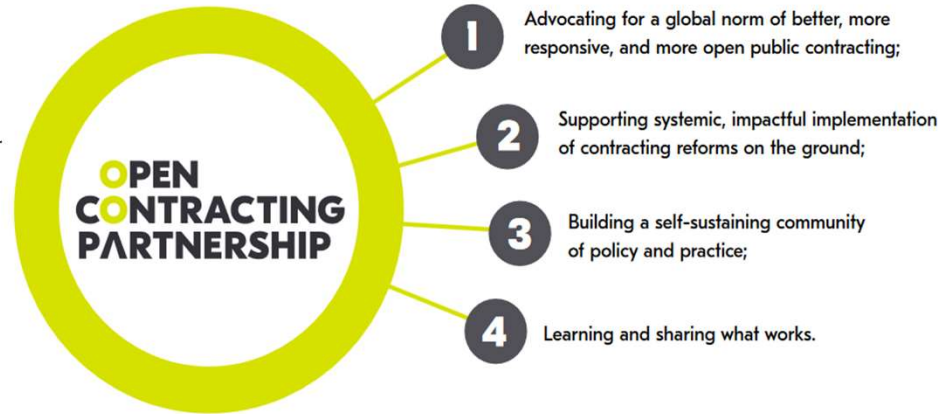 OPEN
CONTRACTING
PARTNERSHIP
1
Advocating for a global norm of better, more
responsive, and more open public contracting;
2
Supporting systemic, impactful implementation
of contracting reforms on the ground;
3
Building a self-sustaining community
of policy and practice;
4
Learning and sharing what works.